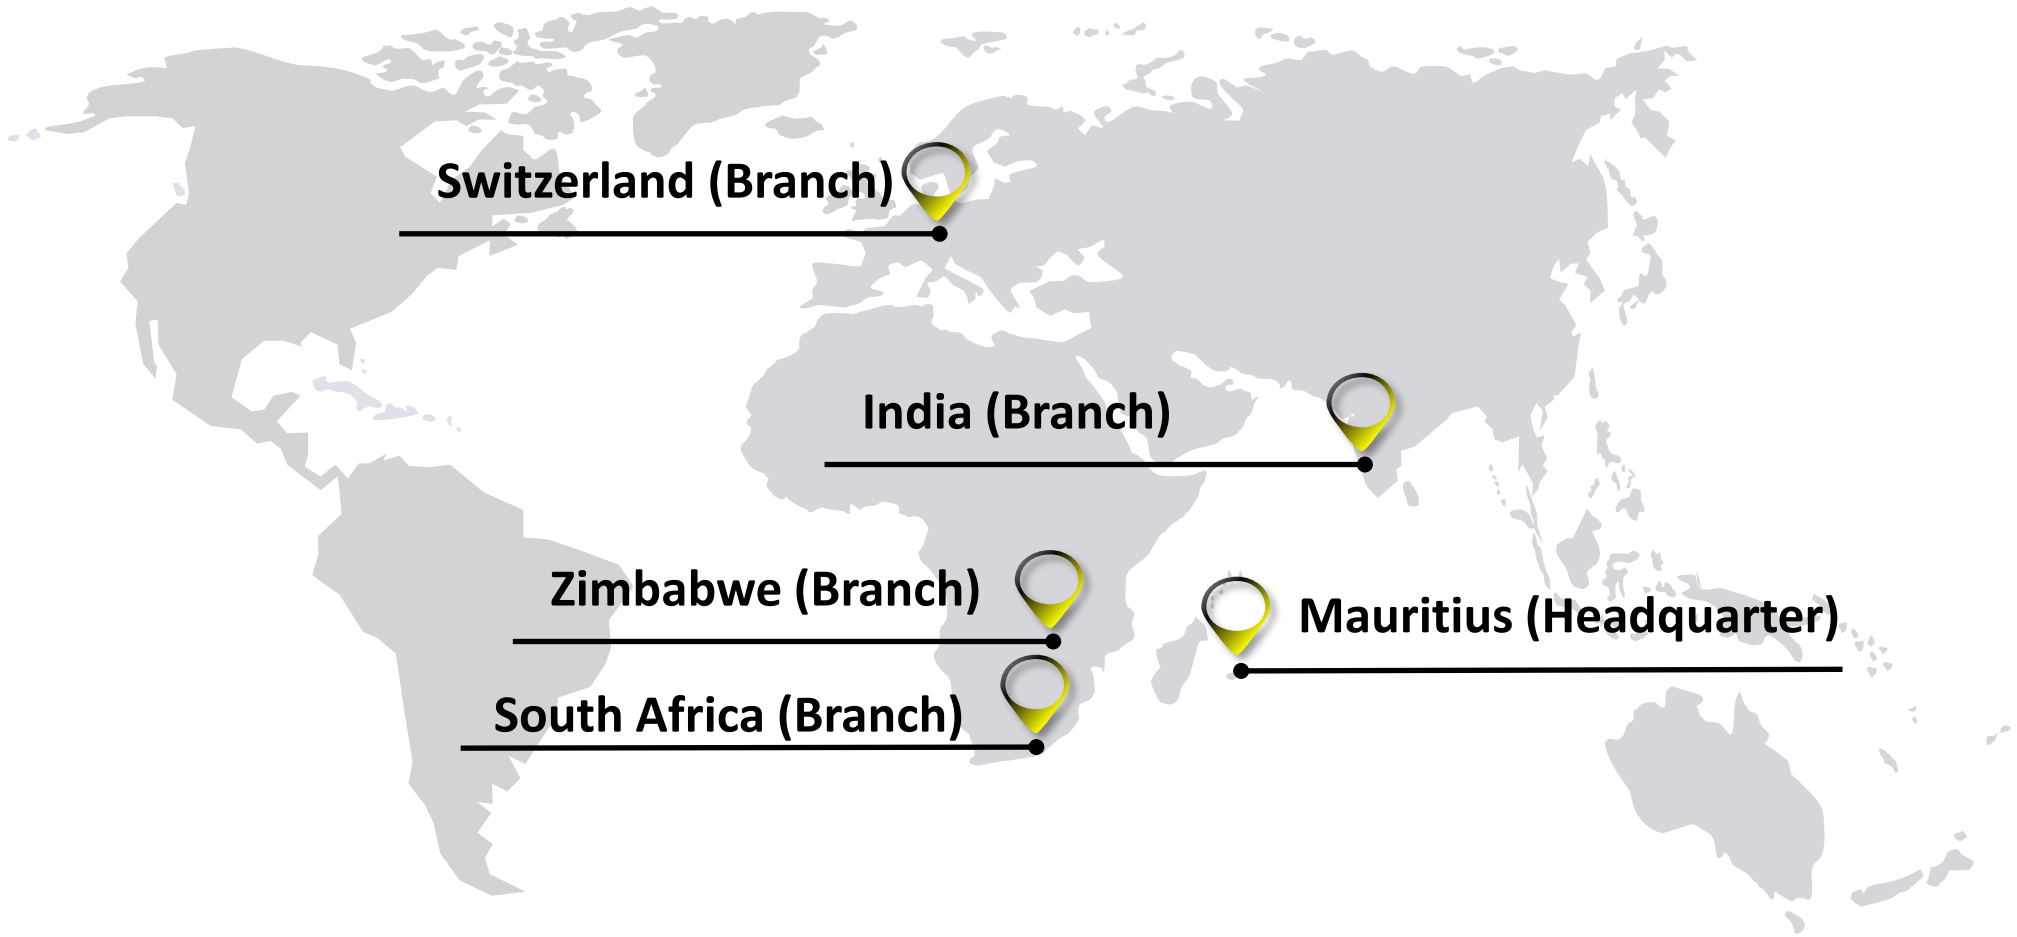 Switzerland (Branch)
India (Branch)
Zimbabwe (Branch)
Mauritius (Headquarter)
South Africa (Branch)